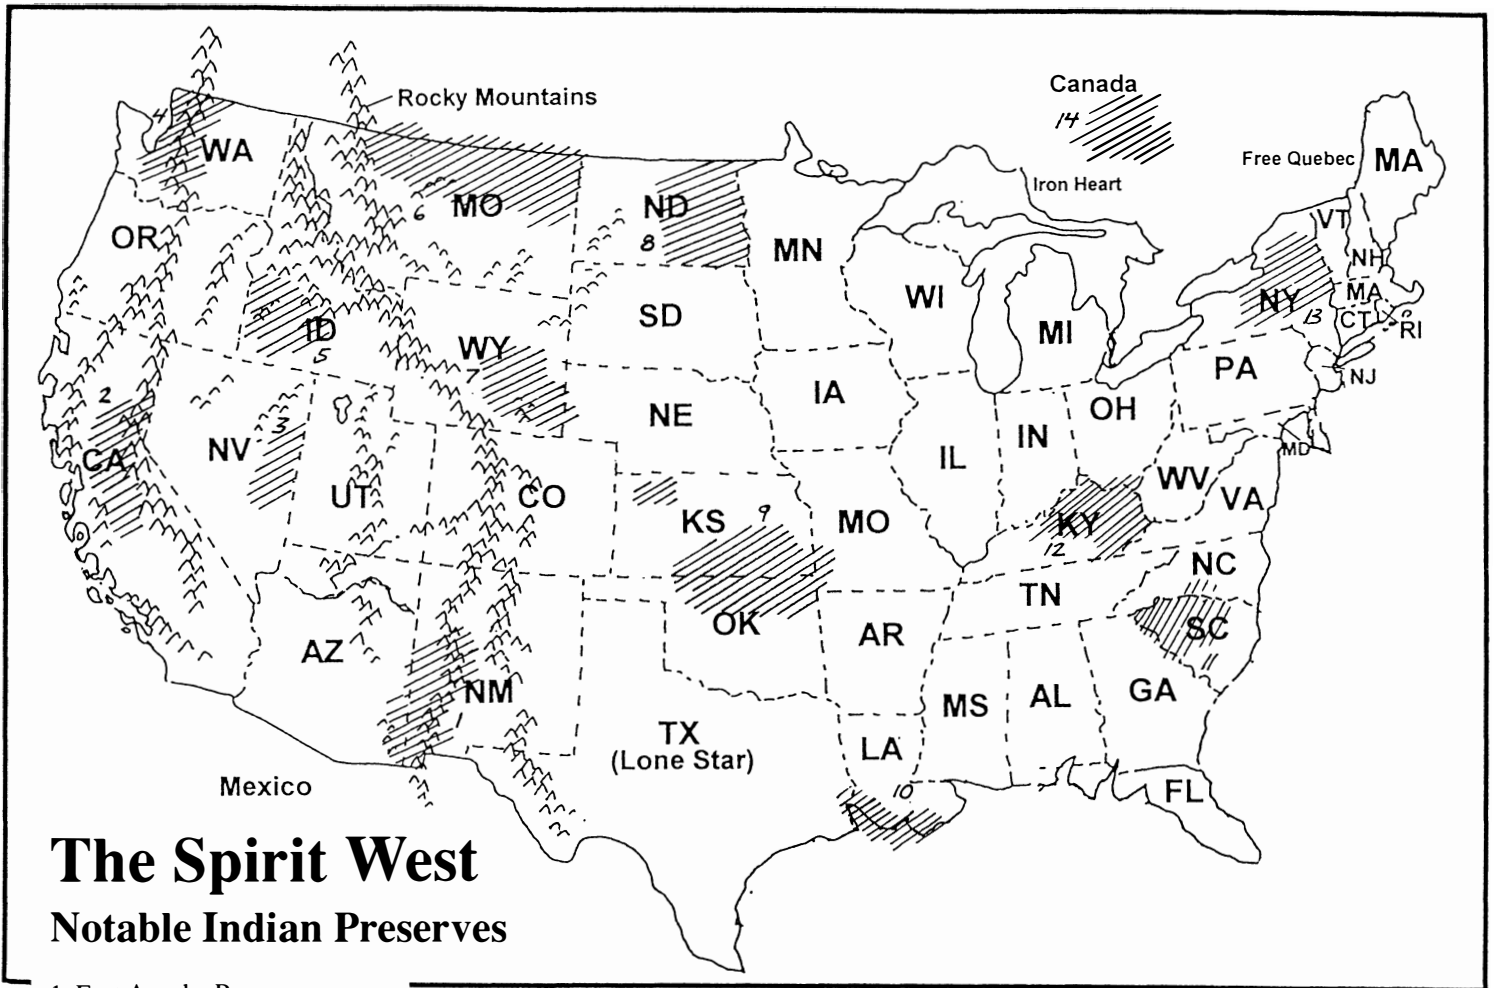 Rocky Mountains
Canada
14
4
WA
MA
Free Quebec
Iron Heart
6
MO
ND
8
VT
OR
MN
NH
WI
MA
NY
13
CT
RI
ID
5
SD
MI
WY
7
PA
NJ
2
IA
NE
OH
3
NV
CA
IN
IL
MD
WV
VA
UT
CO
KS
9
MO
KY
12
NC
TN
OK
AR
SC
AZ
NM
MS
AL
GA
TX
(Lone Star)
LA
10
FL
Mexico
The Spirit West
Notable Indian Preserves